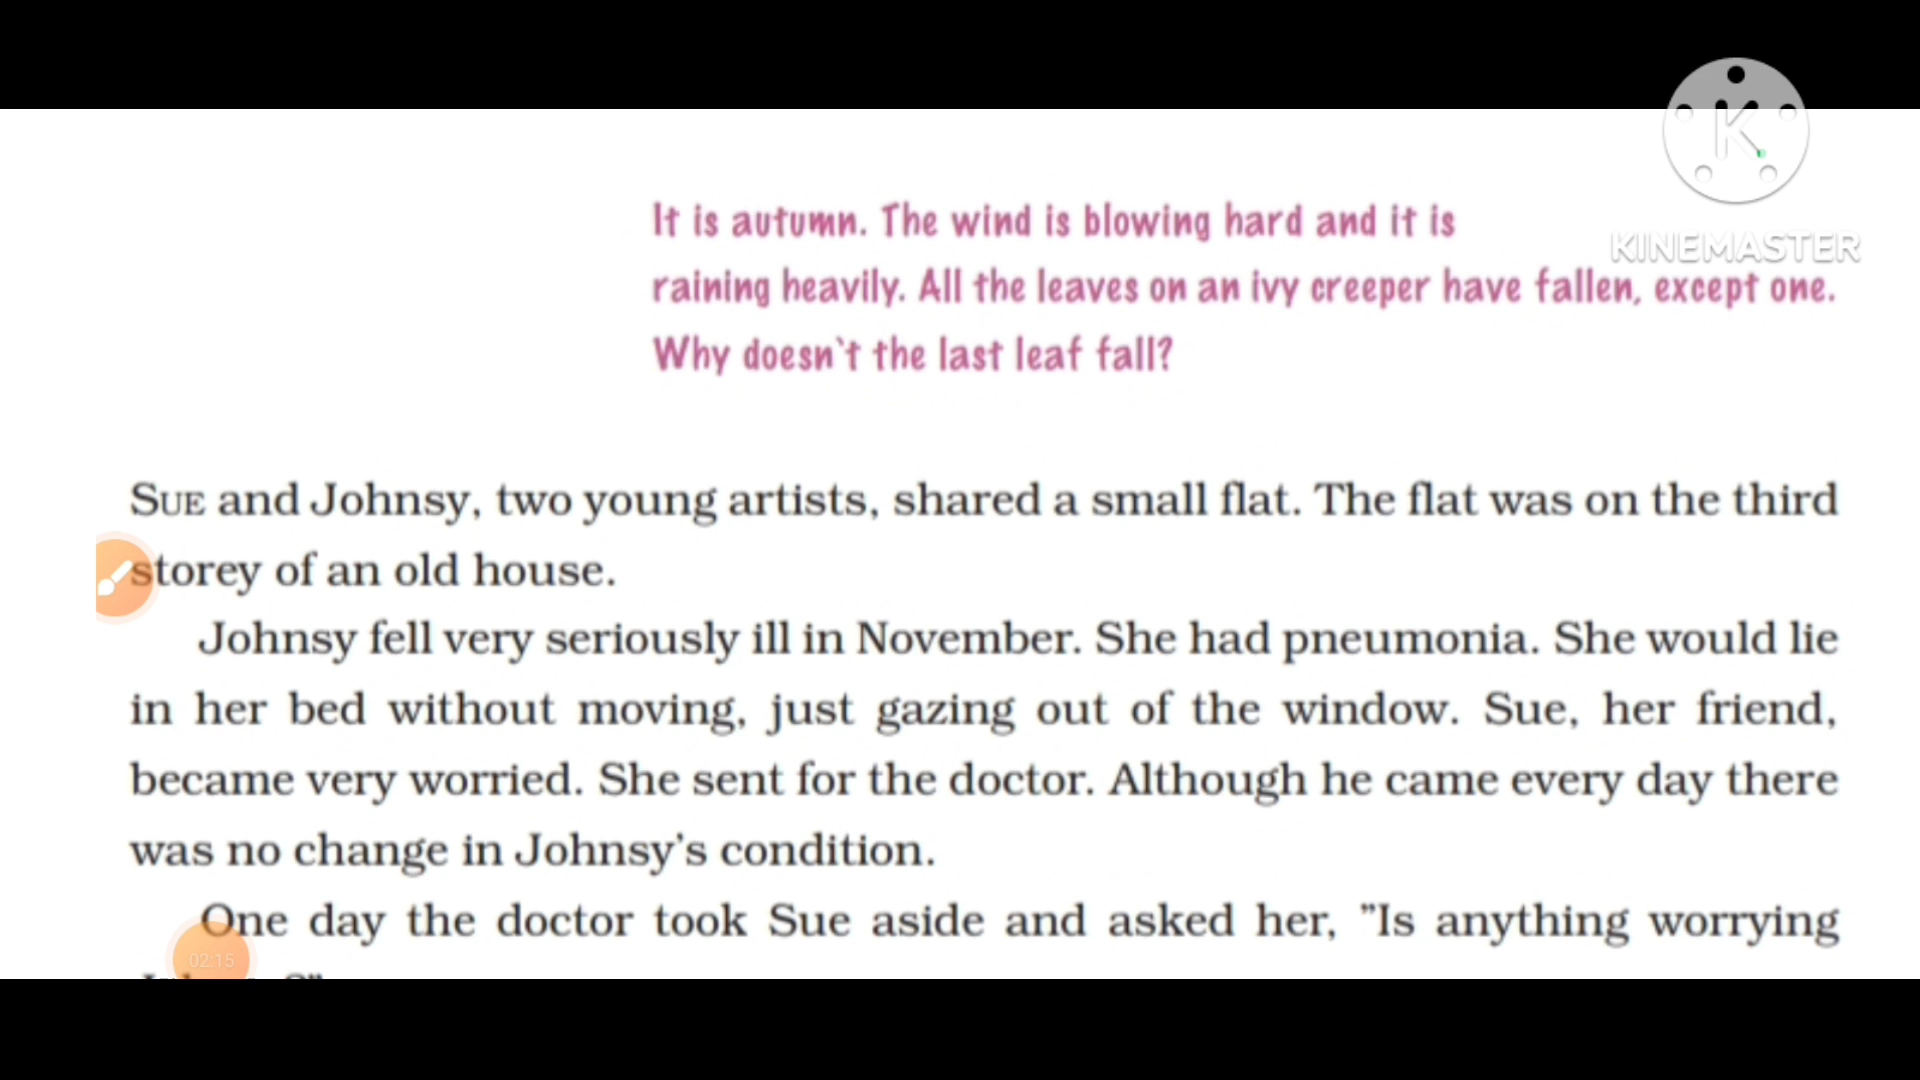 KINEMASTER
It is autumn. The wind is blowing hard and it is
raining heavily. All the leaves on an ivy creeper have fallen, except one.
Why doesn`t the last leaf fall?
SUE and Johnsy, two young artists, shared a small flat. The flat was on the third
storey of an old house.
Johnsy fell very seriously ill in November. She had pneumonia. She would lie
in her bed without moving, just gazing out of the window. Sue, her friend,
became very worried. She sent for the doctor. Although he came every day there
was no change in Johnsy’s condition.
One day the doctor took Sue aside and asked her, ”Is anything worrying
02:15